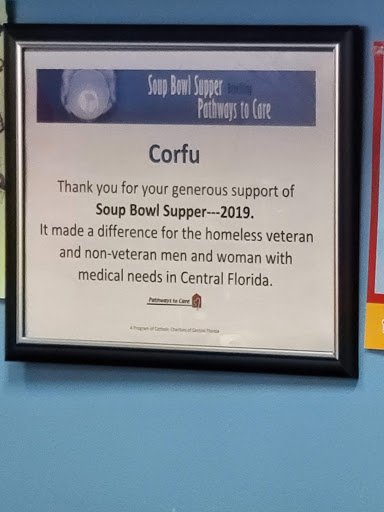 Soup Bowl Supper Benefiting
Pathways to Care
Corfu
Thank you for your generous support of
Soup Bowl Supper---2019.
It made a difference for the homeless veteran
and non-veteran men and woman with
medical needs in Central Florida.
Pathways to Care
A Program of Catholic Charities of Central Florida